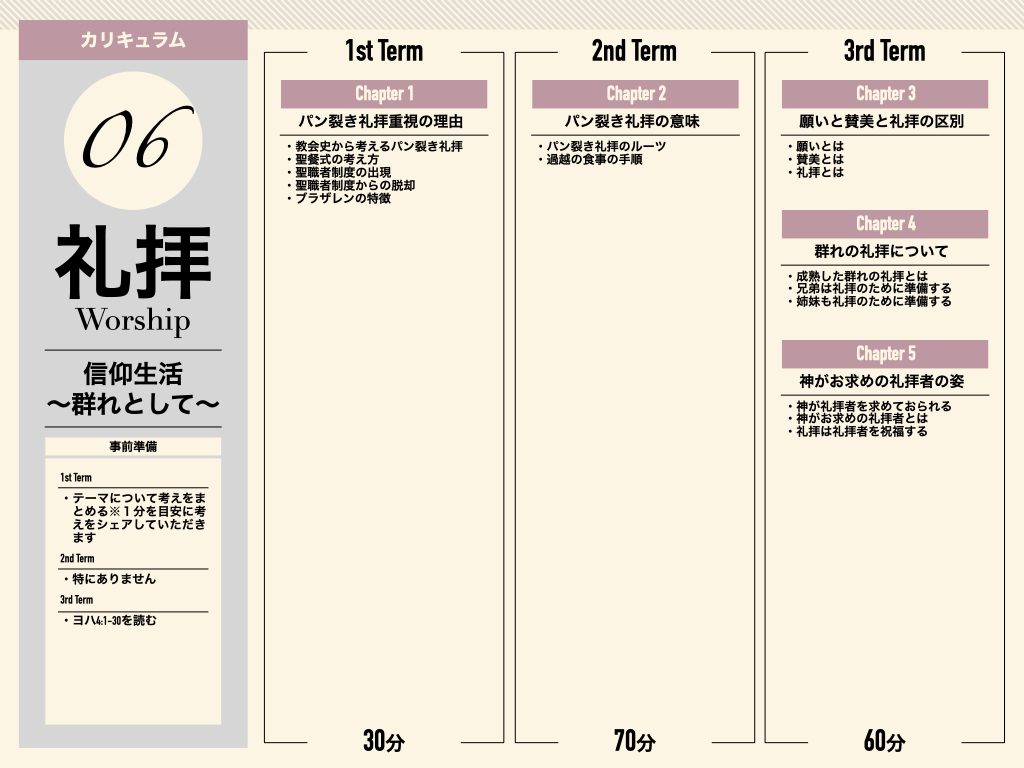 カリキュラム
06
礼拝
Worship
信仰生活
〜群れとして〜
事前準備
1st Term
・テーマについて考えをま
とめる※１分を目安に考
えをシェアしていただき
ます
2nd Term
・特にありません
3rd Term
・ヨハ4:1-30を読む
1st Term
Chapter 1
パン裂き礼拝重視の理由
・教会史から考えるパン裂き礼拝
・聖餐式の考え方
・聖職者制度の出現
・聖職者制度からの脱却
・ブラザレンの特徴
30分
2nd Term
Chapter 2
パン裂き礼拝の意味
・パン裂き礼拝のルーツ
・過越の食事の手順
70分
3rd Term
Chapter 3
願いと賛美と礼拝の区別
・願いとは
・賛美とは
・礼拝とは
Chapter 4
群れの礼拝について
・成熟した群れの礼拝とは
・兄弟は礼拝のために準備する
・姉妹も礼拝のために準備する
Chapter 5
神がお求めの礼拝者の姿
・神が礼拝者を求めておられる
・神がお求めの礼拝者とは
・礼拝は礼拝者を祝福する
60分